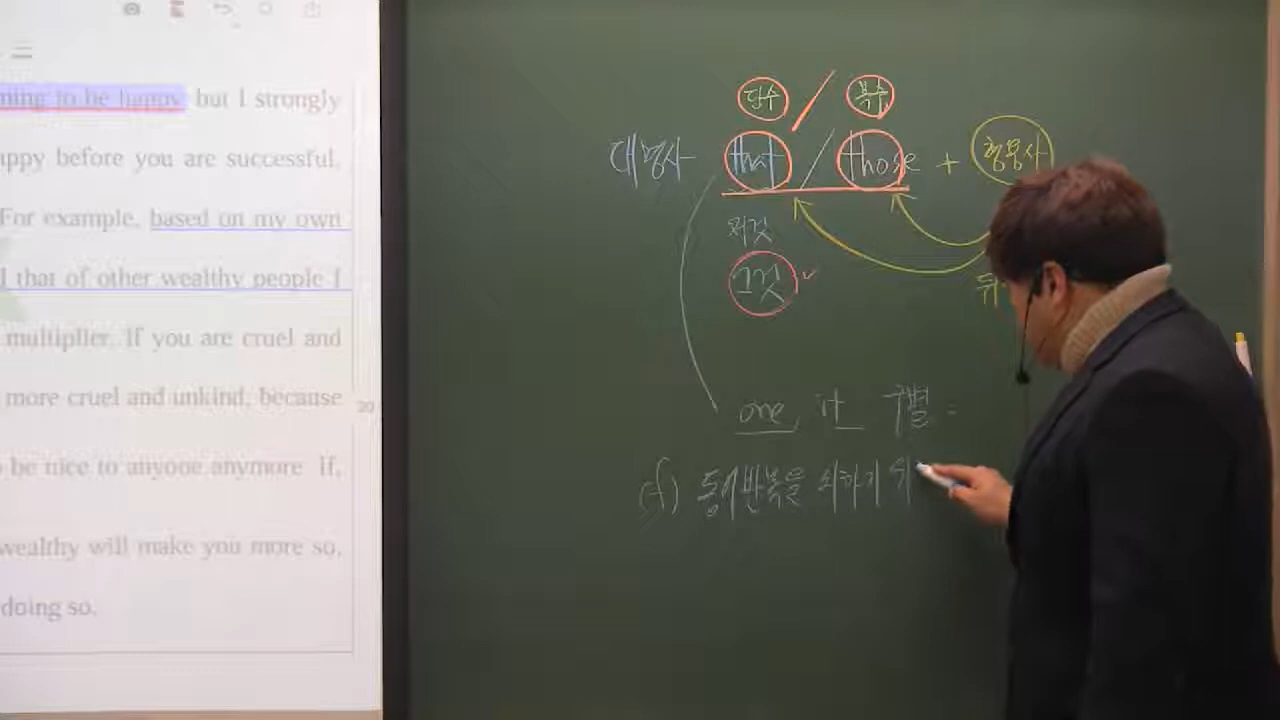 ning to be happy but I strongly
appy before you are successful.
For example, based on my own
l that of other wealthy people I
multiplier. If you are cruel and
more cruel and unkind, because
30
o be nice to anyone anymore If,
wealthy will make you more so,
doing so.
단수 / 복수
대명사 that / those + 형용사
저것
그것
one, it 구별 =
동어반복을 피하기 위